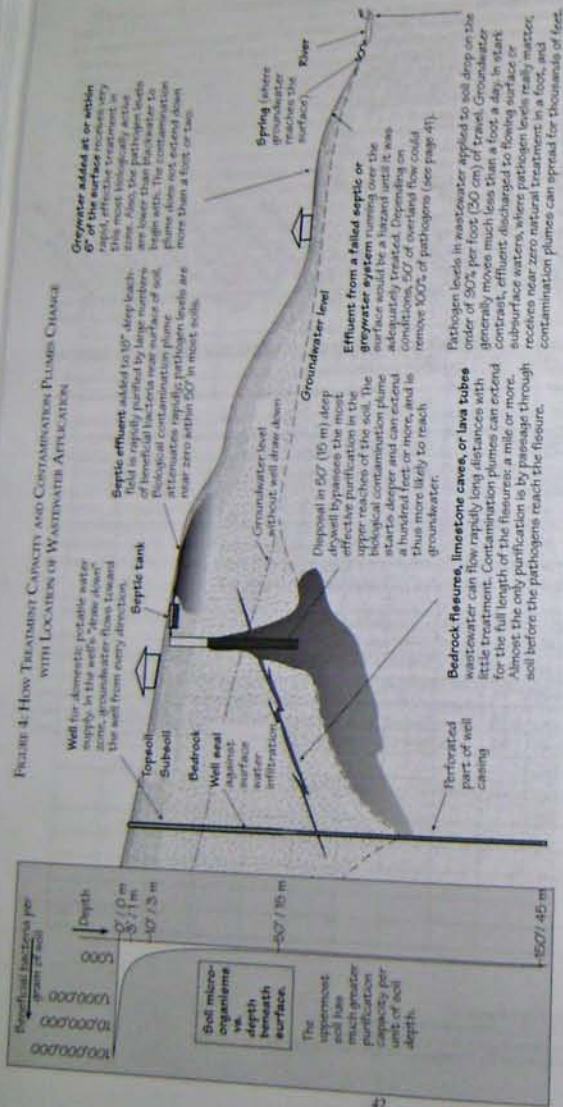 FIGURE 4: HOW TREATMENT CAPACITY AND CONTAMINATION PLUMES CHANGE
WITH LOCATION OF WASTEWATER APPLICATION
Beneficial bacteria per
gram of soil
100,000,000
10,000,000
1,000,000
1000
Depth
0' / 0 m
3' / 1 m
10' / 3 m
50' / 15 m
150' / 45 m
Soil micro-
organisms
vs.
depth
beneath
surface.
The
uppermost
soil has
much greater
purification
capacity per
unit of soil
depth.
Well for domestic potable water
supply. In the well's "draw down"
zone, groundwater flows toward
the well from every direction.
Topsoil
Subsoil
Bedrock
Well seal
against
surface
water
infiltration
Perforated
part of well
casing
Septic tank
Septic effluent added to 18" deep leach-
field is rapidly purified by large numbers
of beneficial bacteria near surface of soil.
Biological contamination plume
attenuates rapidly; pathogen levels are
near zero within 50' in most soils.
Groundwater level
without well draw down
Disposal in 50' (15 m) deep
drywell bypasses the most
effective purification in the
upper reaches of the soil. The
biological contamination plume
starts deeper and can extend
a hundred feet or more, and is
thus more likely to reach
groundwater.
Bedrock fissures, limestone caves, or lava tubes
wastewater can flow rapidly long distances with
little treatment. Contamination plumes can extend
for the full length of the fissures: a mile or more.
Almost the only purification is by passage through
soil before the pathogens reach the fissure.
Greywater added at or within
6" of the surface receives very
rapid, effective treatment in
this most biologically active
zone. Also, the pathogen levels
are lower than blackwater to
begin with. The contamination
plume does not extend down
more than a foot or two.
Groundwater level
Spring (where
groundwater
reaches the
surface)
River
Effluent from a failed septic or
greywater system running over the
surface would be a hazard until it was
adequately treated. Depending on
conditions, 50' of overland flow could
remove 100% of pathogens (see page 41).
Pathogen levels in wastewater applied to soil drop on the
order of 90% per foot (30 cm) of travel. Groundwater
generally moves much less than a foot a day. In stark
contrast, effluent discharged to flowing surface or
subsurface waters, where pathogen levels really matter,
receives near zero natural treatment in a foot, and
contamination plumes can spread for thousands of feet.